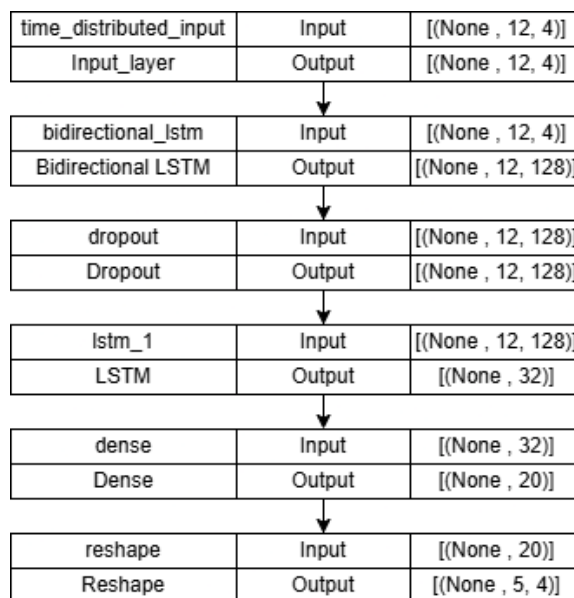 time_distributed_input Input [(None , 12, 4)]
Input_layer Output [(None , 12, 4)]
bidirectional_lstm Input [(None , 12, 4)]
Bidirectional LSTM Output [(None , 12, 128)]
dropout Input [(None , 12, 128)]
Dropout Output [(None , 12, 128)]
lstm_1 Input [(None , 12, 128)]
LSTM Output [(None , 32)]
dense Input [(None , 32)]
Dense Output [(None , 20)]
reshape Input [(None , 20)]
Reshape Output [(None , 5, 4)]